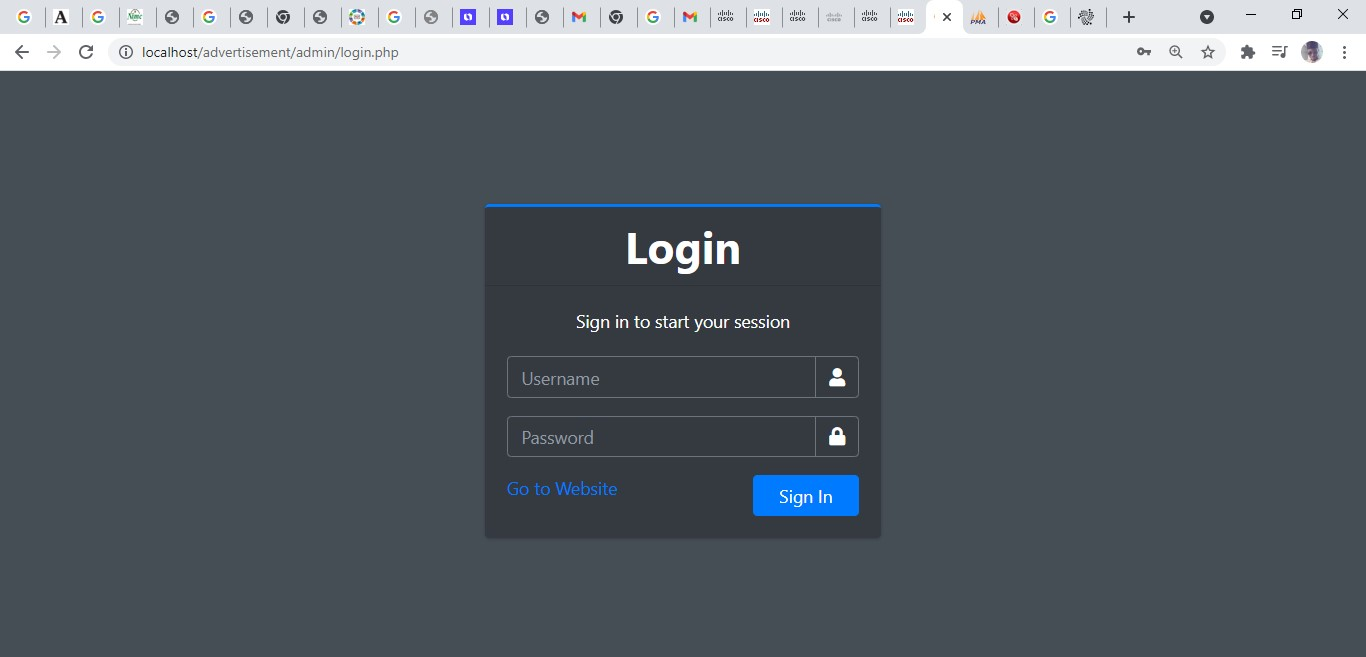 localhost/advertisement/admin/login.php
Login
Sign in to start your session
Username
Password
Go to Website
Sign In